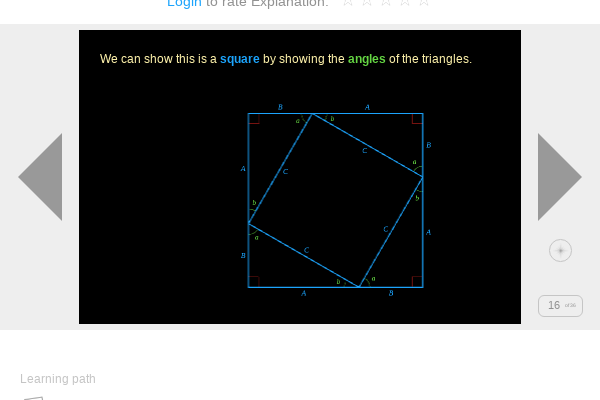 Login to rate Explanation.
We can show this is a square by showing the angles of the triangles.
B A
a b
C B
A C a
b b
a C A
B C
b a
A B
16 of 36
Learning path